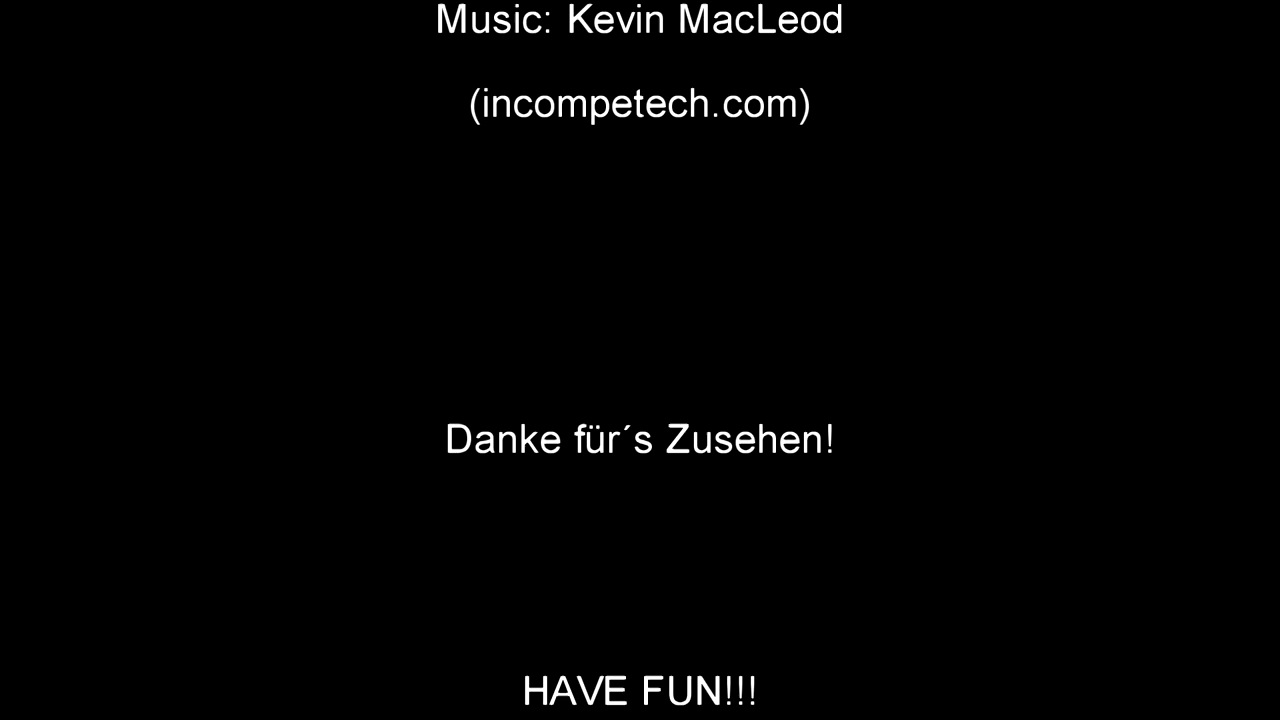 Music: Kevin MacLeod
(incompetech.com)
Danke für´s Zusehen!
HAVE FUN!!!